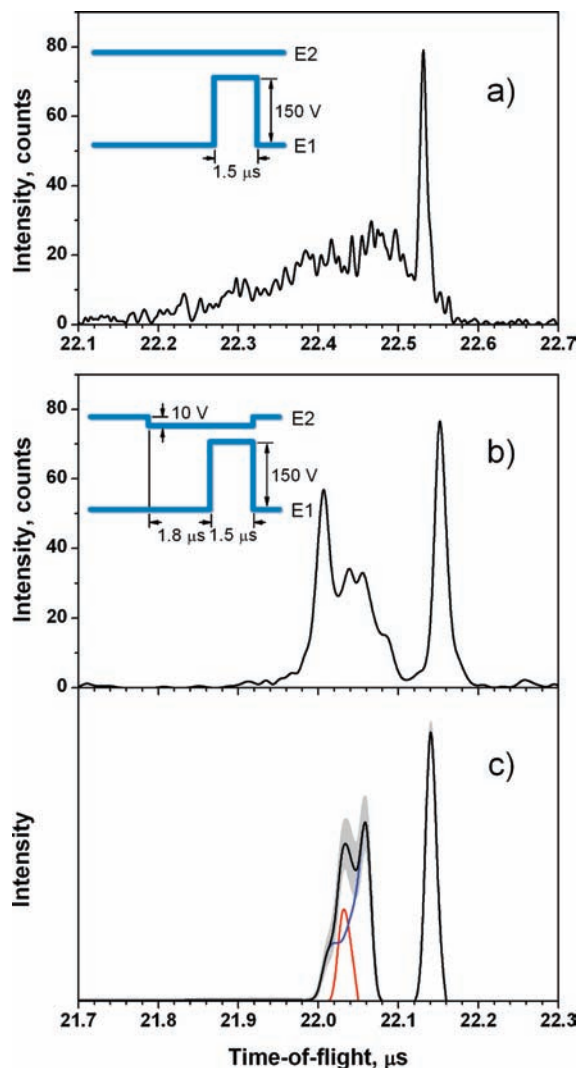 80
60
40
20
0
Intensity, counts
E2
150 V
E1
1.5 μs
a)
22.1 22.2 22.3 22.4 22.5 22.6 22.7
80
60
40
20
0
Intensity, counts
10 V
E2
150 V
E1
1.8 μs 1.5 μs
b)
Intensity
c)
21.7 21.8 21.9 22.0 22.1 22.2 22.3
Time-of-flight, μs